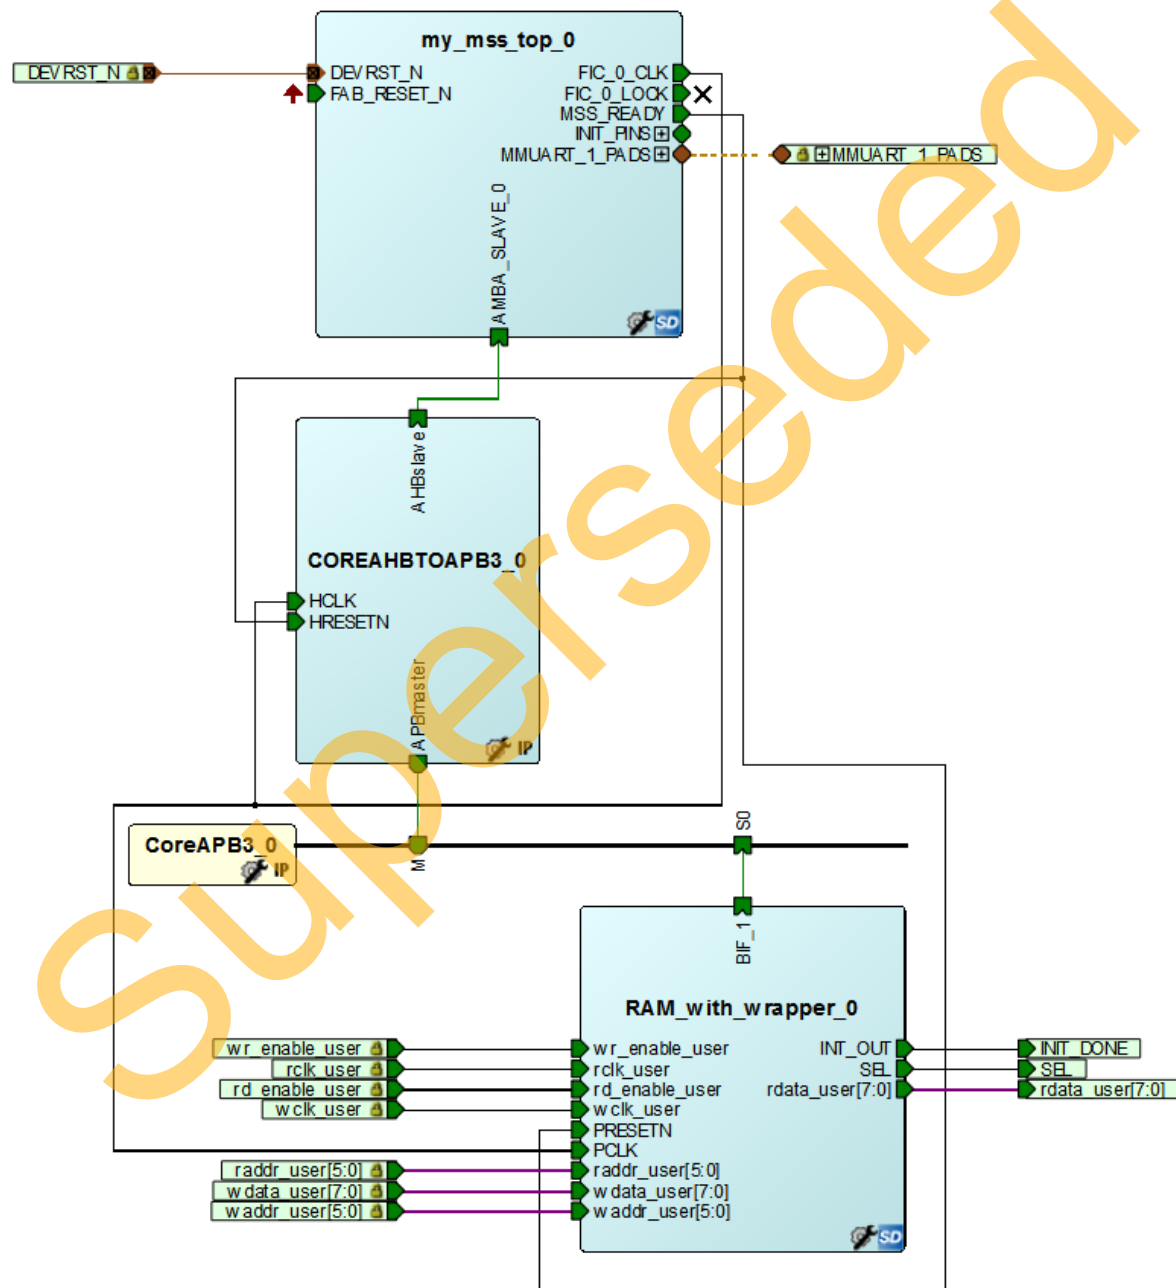 my_mss_top_0
DEVRST_N
DEVRST_N
FAB_RESET_N
FIC_0_CLK
FIC_0_LOCK
MSS_READY
INIT_PINS
MMUART_1_PADS
MMUART_1_PADS
AMBA_SLAVE_0
SD
AHBslave
COREAHBTOAPB3_0
HCLK
HRESETN
APBmaster
IP
CoreAPB3_0
IP
M
S0
BIF_1
RAM_with_wrapper_0
wr_enable_user
wr_enable_user
INT_OUT
INIT_DONE
rclk_user
rclk_user
SEL
SEL
rd_enable_user
rd_enable_user
rdata_user[7:0]
rdata_user[7:0]
wclk_user
wclk_user
PRESETN
PCLK
raddr_user[5:0]
raddr_user[5:0]
wdata_user[7:0]
wdata_user[7:0]
waddr_user[5:0]
waddr_user[5:0]
SD
Superseded